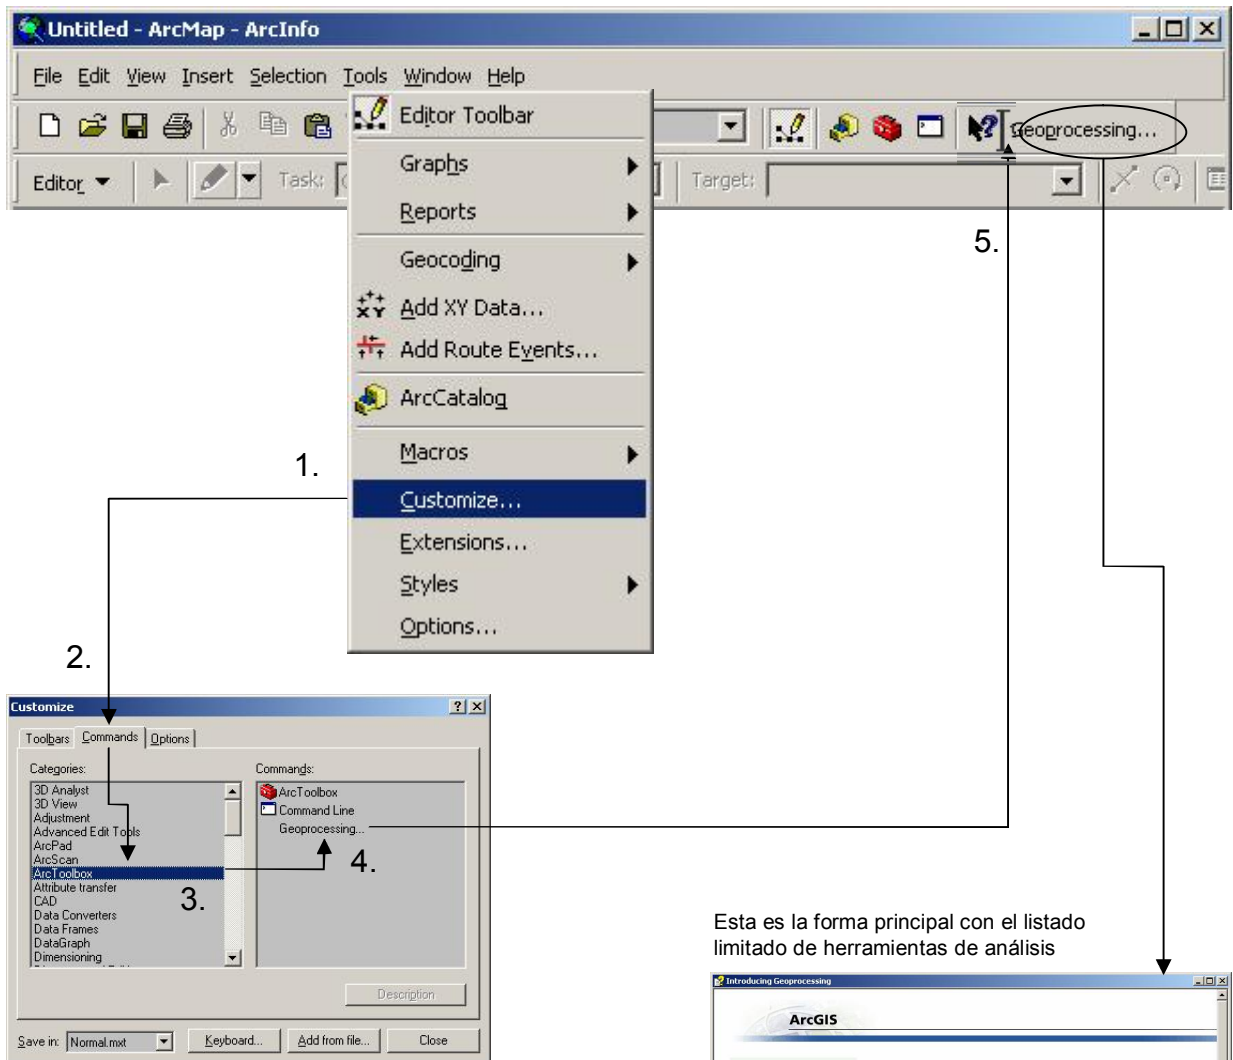 Untitled - ArcMap - ArcInfo
File Edit View Insert Selection Tools Window Help
Geoprocessing...
Editor Task: Target:
Editor Toolbar
Graphs
Reports
Geocoding
Add XY Data...
Add Route Events...
ArcCatalog
Macros
Customize...
Extensions...
Styles
Options...
5.
1.
2.
Customize
Toolbars Commands Options
Categories: Commands:
3D Analyst
3D View
Adjustment
Advanced Edit Tools
ArcPad
ArcScan
ArcToolbox
Attribute transfer
CAD
Data Converters
Data Frames
DataGraph
Dimensioning
ArcToolbox
Command Line
Geoprocessing...
4.
3.
Description
Save in: Normal.mxt Keyboard... Add from file... Close
Esta es la forma principal con el listado
limitado de herramientas de análisis
Introducing Geoprocessing
ArcGIS